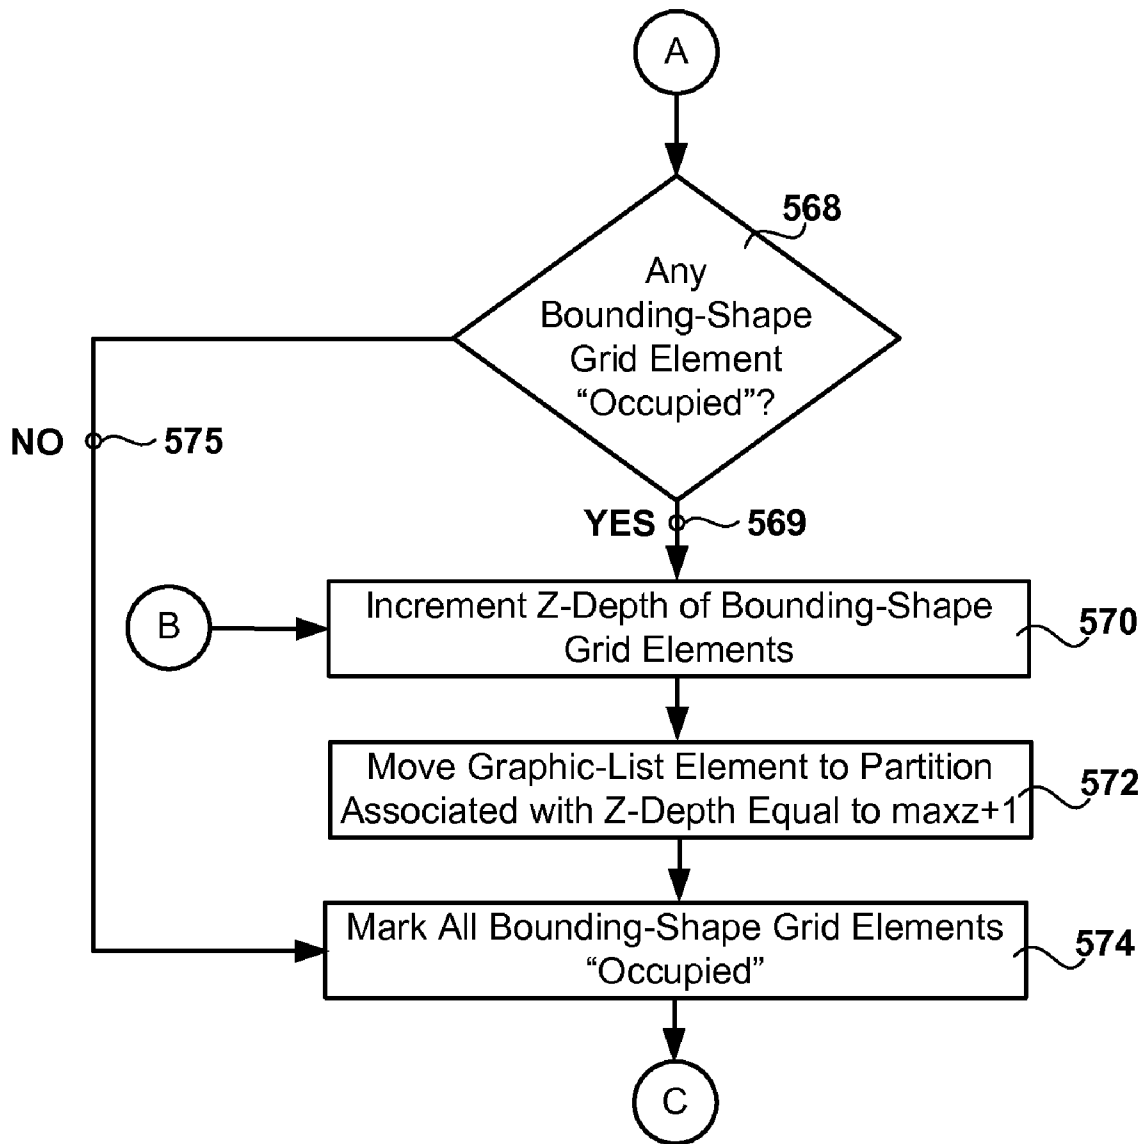 A
568
Any
Bounding-Shape
Grid Element
“Occupied”?
NO
575
YES
569
B
Increment Z-Depth of Bounding-Shape
Grid Elements
570
Move Graphic-List Element to Partition
Associated with Z-Depth Equal to maxz+1
572
Mark All Bounding-Shape Grid Elements
“Occupied”
574
C